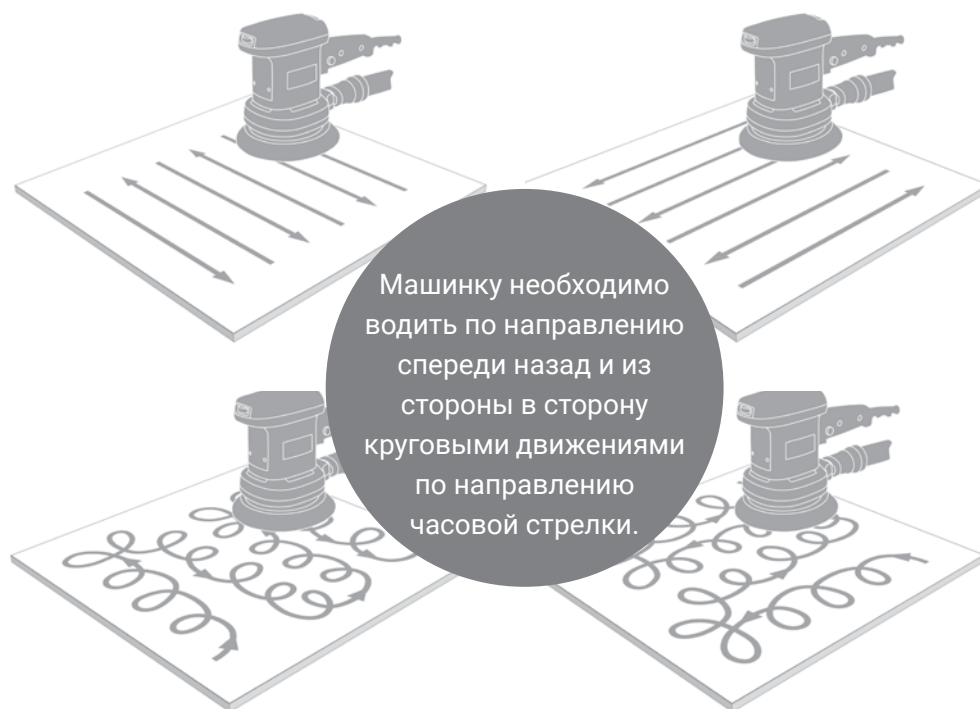 Машинку необходимо
водить по направлению
спереди назад и из
стороны в сторону
круговыми движениями
по направлению
часовой стрелки.